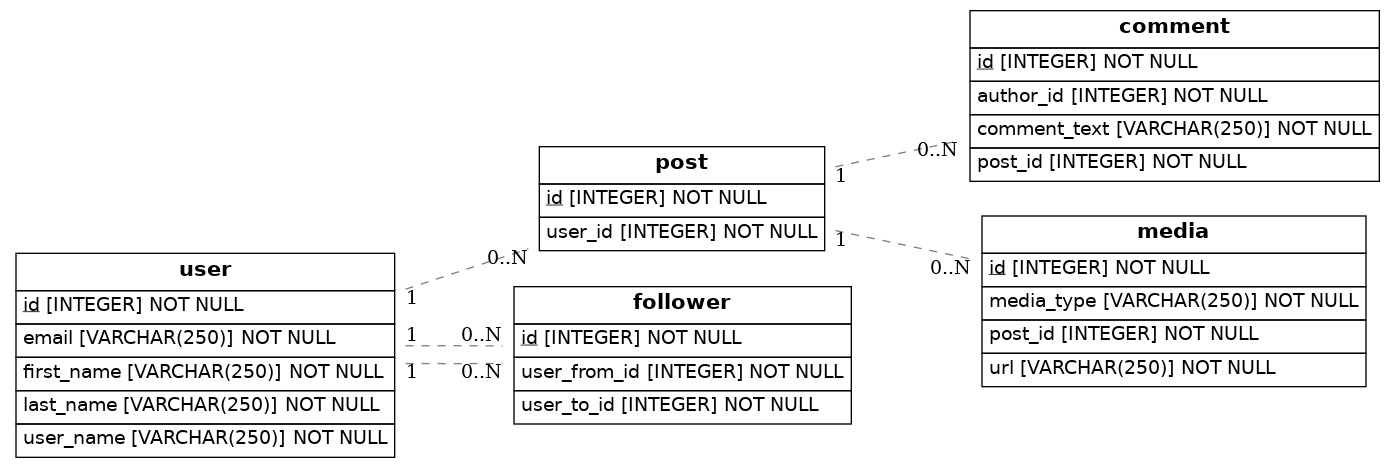 comment
id [INTEGER] NOT NULL
author_id [INTEGER] NOT NULL
comment_text [VARCHAR(250)] NOT NULL
post_id [INTEGER] NOT NULL
post
id [INTEGER] NOT NULL
user_id [INTEGER] NOT NULL
0..N
1
media
id [INTEGER] NOT NULL
media_type [VARCHAR(250)] NOT NULL
post_id [INTEGER] NOT NULL
url [VARCHAR(250)] NOT NULL
1
0..N
user
id [INTEGER] NOT NULL
email [VARCHAR(250)] NOT NULL
first_name [VARCHAR(250)] NOT NULL
last_name [VARCHAR(250)] NOT NULL
user_name [VARCHAR(250)] NOT NULL
0..N
1
1
0..N
1
0..N
follower
id [INTEGER] NOT NULL
user_from_id [INTEGER] NOT NULL
user_to_id [INTEGER] NOT NULL